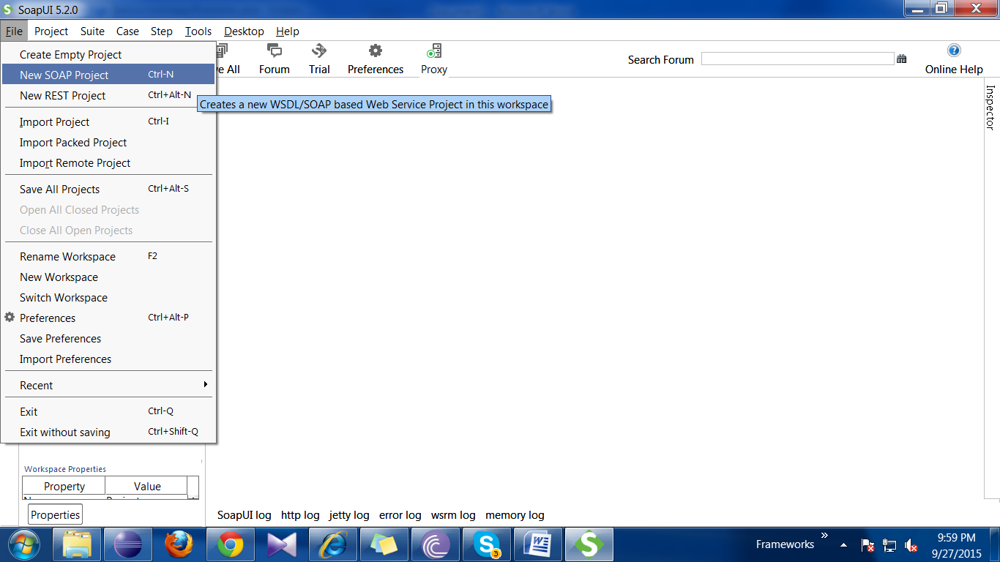 SoapUI 5.2.0
File Project Suite Case Step Tools Desktop Help
Create Empty Project
New SOAP Project Ctrl-N
New REST Project Ctrl+Alt-N
Import Project Ctrl-I
Import Packed Project
Import Remote Project
Save All Projects Ctrl+Alt-S
Open All Closed Projects
Close All Open Projects
Rename Workspace F2
New Workspace
Switch Workspace
Preferences Ctrl+Alt-P
Save Preferences
Import Preferences
Recent
Exit Ctrl-Q
Exit without saving Ctrl+Shift-Q
All Forum Trial Preferences Proxy
Search Forum
Online Help
Creates a new WSDL/SOAP based Web Service Project in this workspace
Inspector
Workspace Properties
Property Value
Properties
SoapUI log http log jetty log error log wsrm log memory log
Frameworks
9:59 PM
9/27/2015